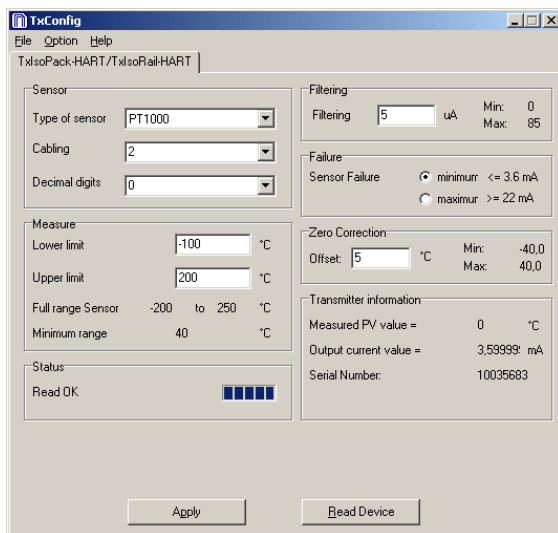 TxConfig
File Option Help
TxIsoPack-HART/TxIsoRail-HART
Sensor
Type of sensor PT1000
Cabling 2
Decimal digits 0
Measure
Lower limit -100 °C
Upper limit 200 °C
Full range Sensor -200 to 250 °C
Minimum range 40 °C
Status
Read OK
Filtering
Filtering 5 uA Min: 0
Max: 85
Failure
Sensor Failure minimum <= 3.6 mA
maximur >= 22 mA
Zero Correction
Offset: 5 °C Min: -40,0
Max: 40,0
Transmitter information
Measured PV value = 0 °C
Output current value = 3,59999 mA
Serial Number: 10035683
Apply Read Device